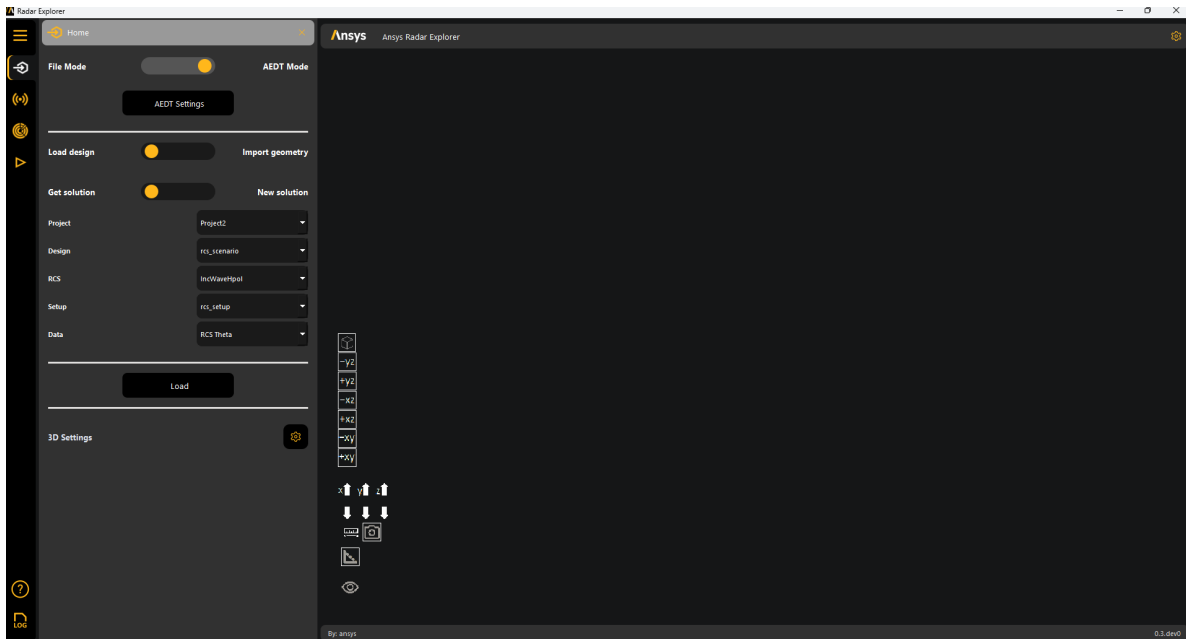 Radar Explorer
Home
Ansys Ansys Radar Explorer
File Mode AEDT Mode
AEDT Settings
Load design Import geometry
Get solution New solution
Project Project2
Design rcs_scenario
RCS IncWaveHpol
Setup rcs_setup
Data RCS Theta
Load
3D Settings
-yz
+yz
-xz
+xz
-xy
+xy
x y z
LOG
By: ansys 0.3.dev0